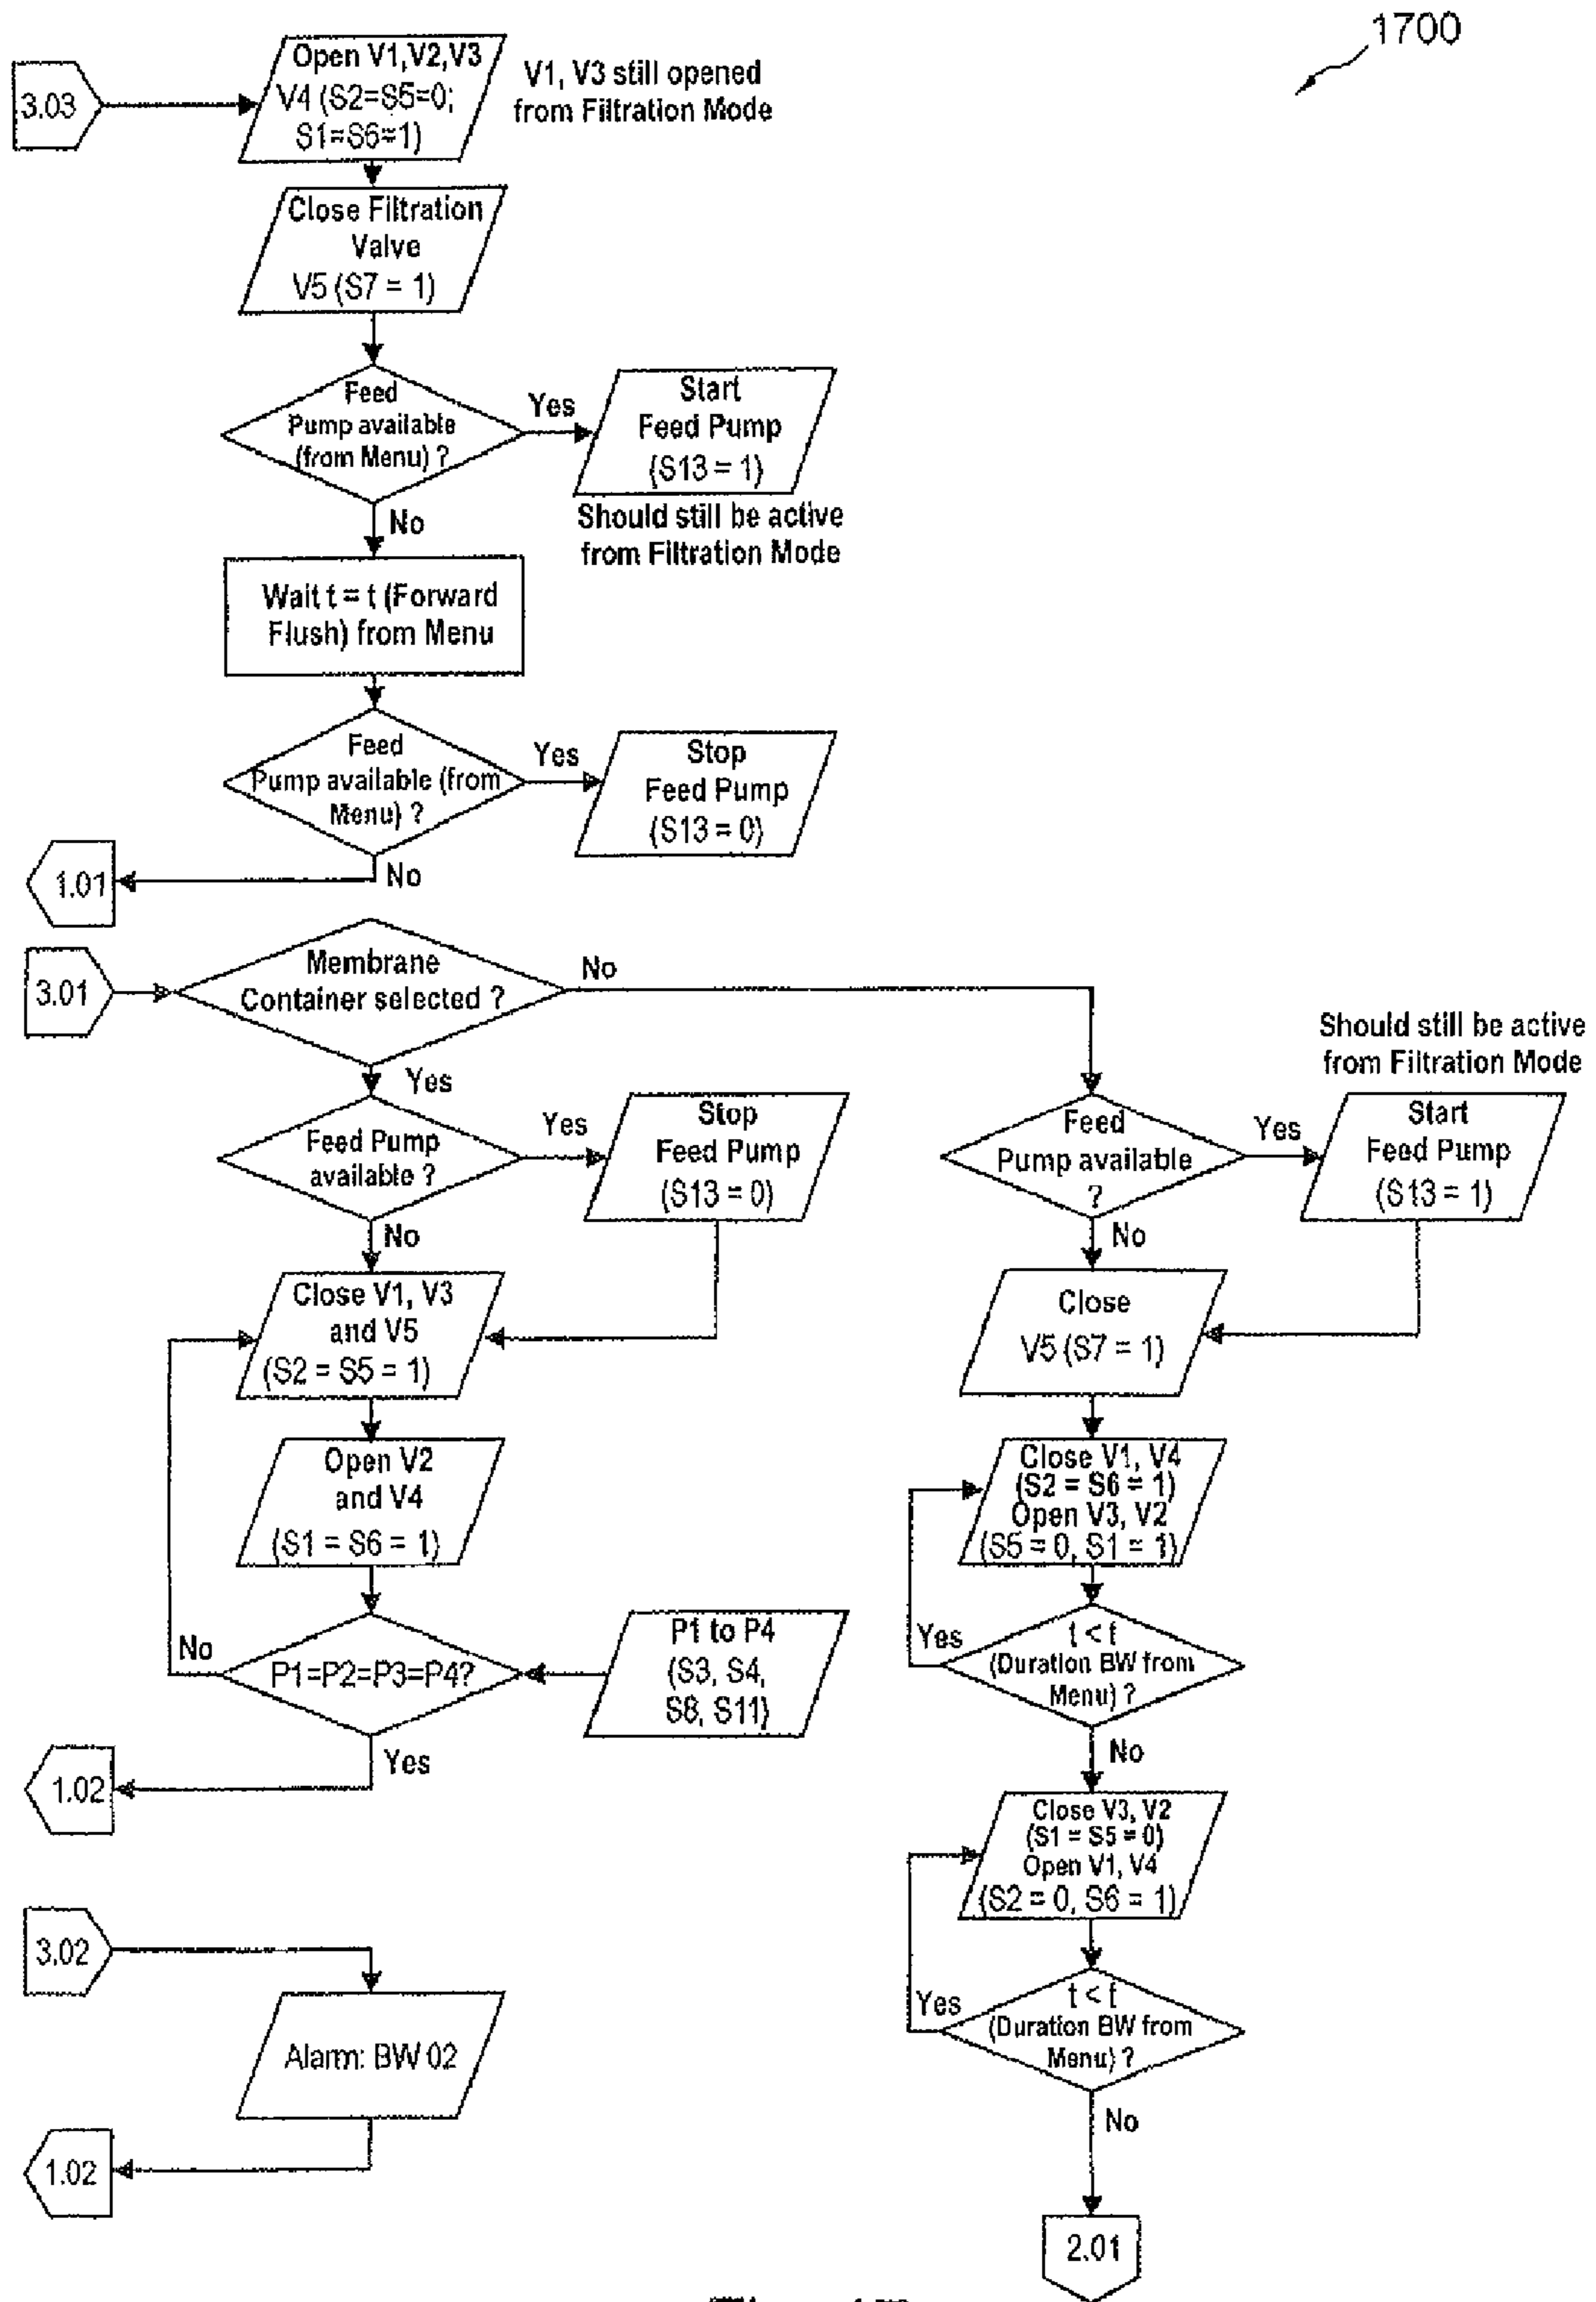 1700
3.03
Open V1,V2,V3
V4 (S2=S5=0;
S1=S6=1)
V1, V3 still opened
from Filtration Mode
Close Filtration
Valve
V5 (S7 = 1)
Feed
Pump available
(from Menu) ?
Yes
Start
Feed Pump
(S13 = 1)
Should still be active
from Filtration Mode
No
Wait t = t (Forward
Flush) from Menu
Feed
Pump available (from
Menu) ?
Yes
Stop
Feed Pump
(S13 = 0)
No
1.01
3.01
Membrane
Container selected ?
No
Yes
Feed Pump
available ?
Yes
Stop
Feed Pump
(S13 = 0)
No
Close V1, V3
and V5
(S2 = S5 = 1)
Open V2
and V4
(S1 = S6 = 1)
P1=P2=P3=P4?
No
P1 to P4
(S3, S4,
S8, S11)
Yes
1.02
Should still be active
from Filtration Mode
Feed
Pump available
?
Yes
Start
Feed Pump
(S13 = 1)
No
Close
V5 (S7 = 1)
Close V1, V4
(S2 = S6 = 1)
Open V3, V2
(S5 = 0, S1 = 1)
t < t
(Duration BW from
Menu) ?
Yes
No
Close V3, V2
(S1 = S5 = 0)
Open V1, V4
(S2 = 0, S6 = 1)
t < t
(Duration BW from
Menu) ?
Yes
No
2.01
3.02
Alarm: BW 02
1.02